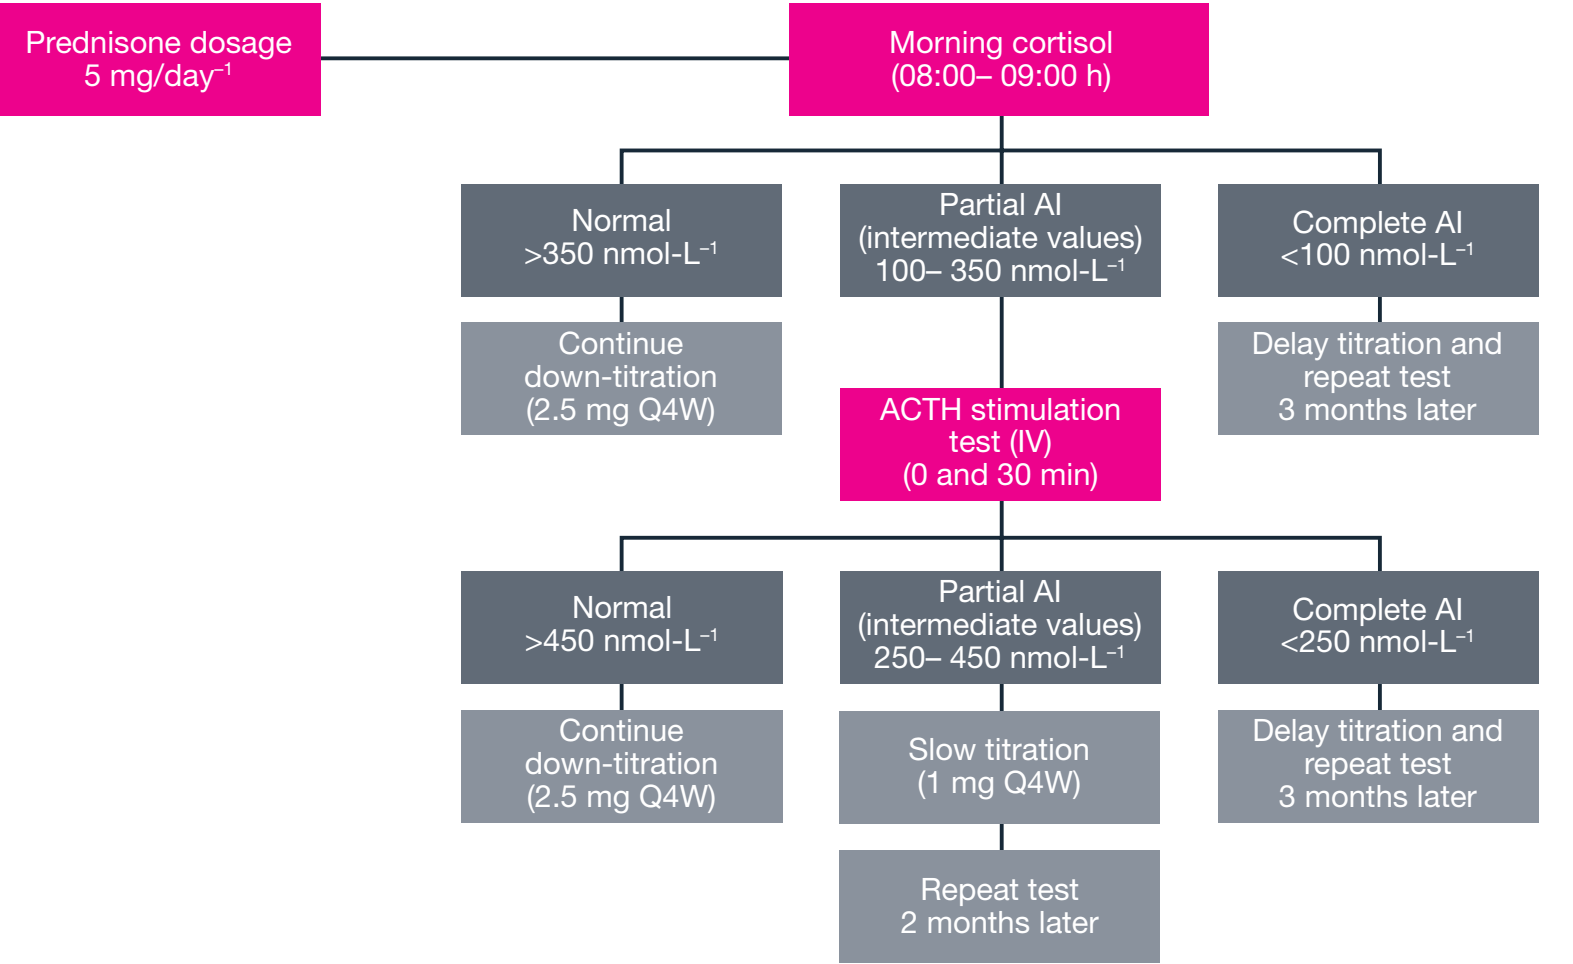 Prednisone dosage
5 mg/day⁻¹
Morning cortisol
(08:00– 09:00 h)
Normal
>350 nmol-L⁻¹
Partial AI
(intermediate values)
100– 350 nmol-L⁻¹
Complete AI
<100 nmol-L⁻¹
Continue
down-titration
(2.5 mg Q4W)
Delay titration and
repeat test
3 months later
ACTH stimulation
test (IV)
(0 and 30 min)
Normal
>450 nmol-L⁻¹
Partial AI
(intermediate values)
250– 450 nmol-L⁻¹
Complete AI
<250 nmol-L⁻¹
Continue
down-titration
(2.5 mg Q4W)
Slow titration
(1 mg Q4W)
Delay titration and
repeat test
3 months later
Repeat test
2 months later